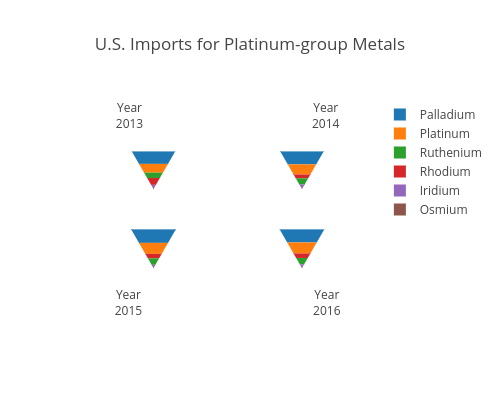 U.S. Imports for Platinum-group Metals
Year
2013
Year
2014
Palladium
Platinum
Ruthenium
Rhodium
Iridium
Osmium
Year
2015
Year
2016